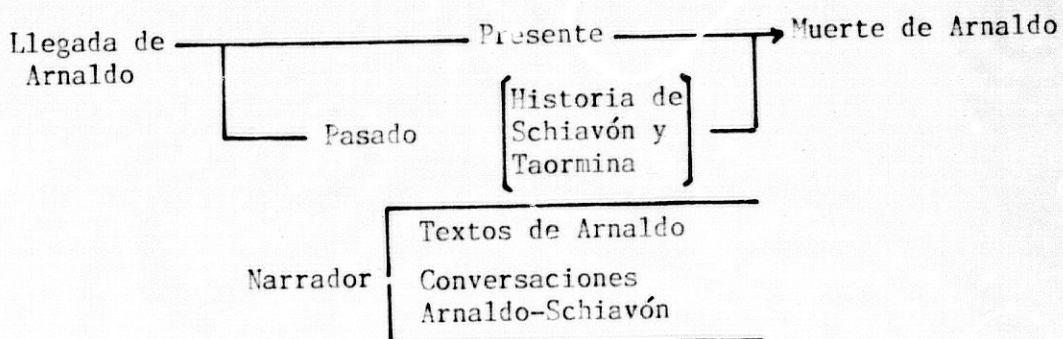 Llegada de Presente Muerte de Arnaldo
Arnaldo
Historia de
Pasado Schiavón y
Taormina
Textos de Arnaldo
Narrador Conversaciones
Arnaldo-Schiavón